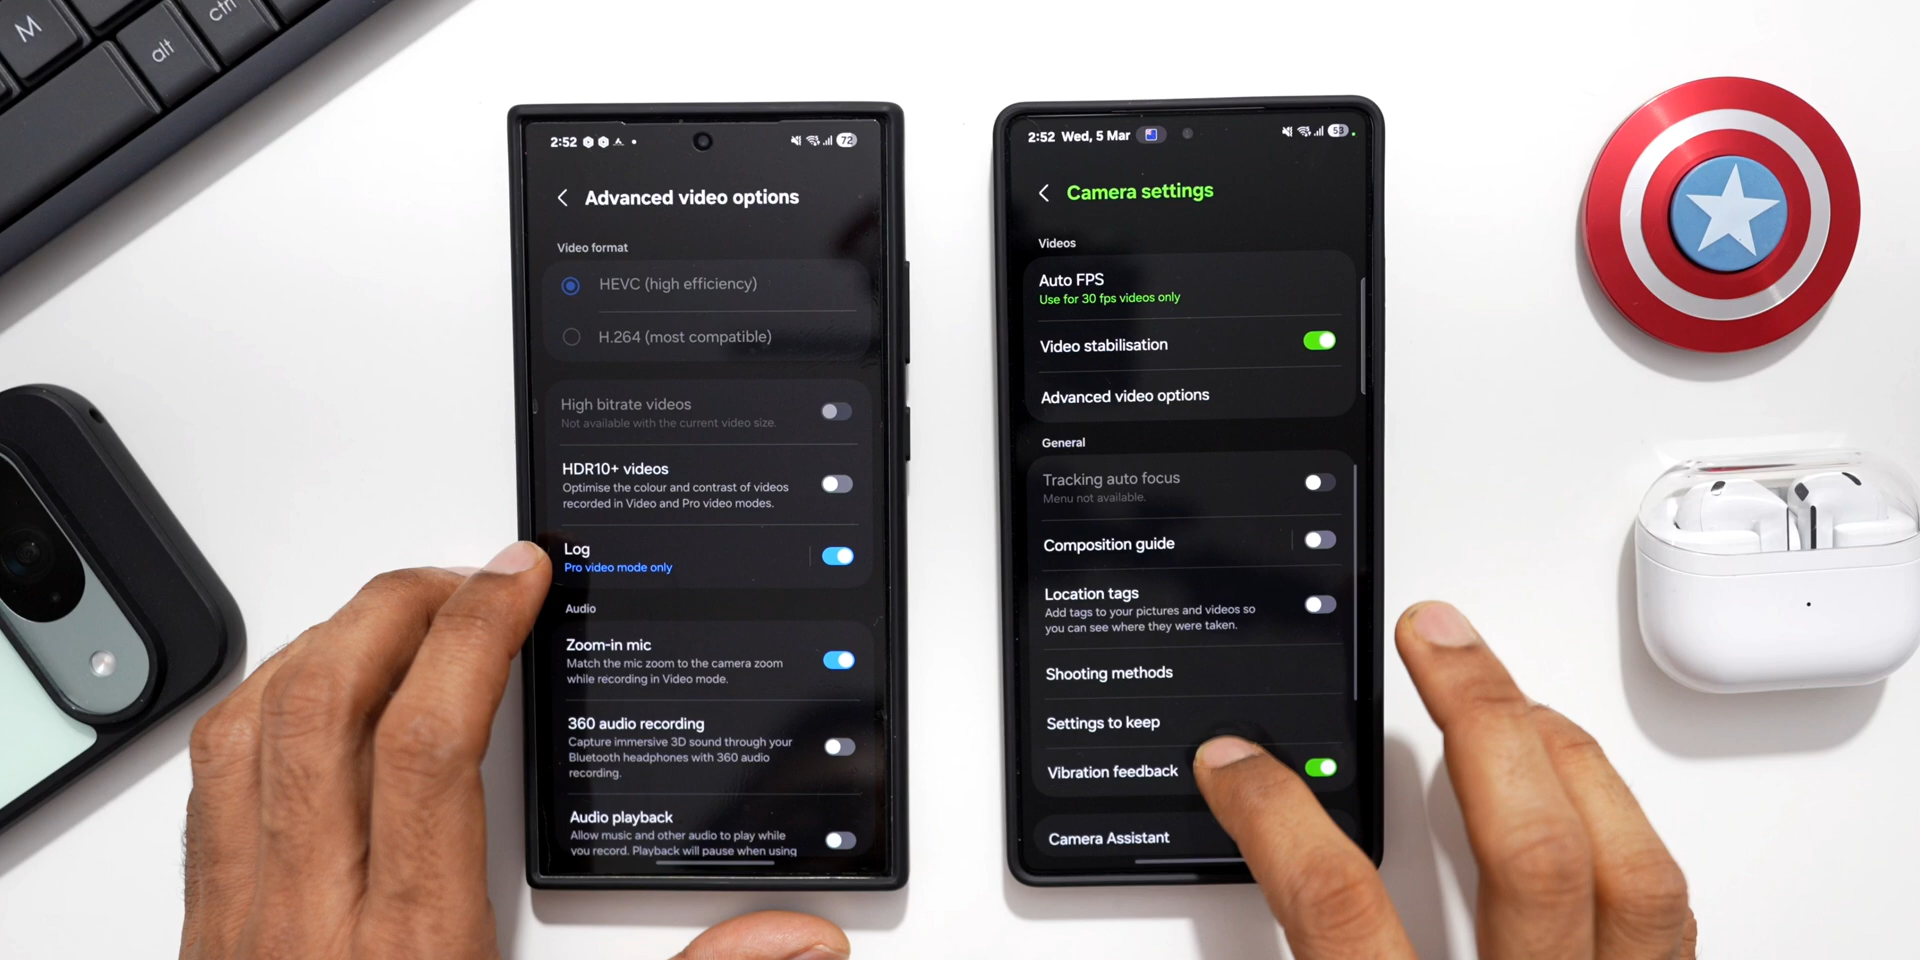 M
alt
ctrl
2:52
72
Advanced video options
Video format
HEVC (high efficiency)
H.264 (most compatible)
High bitrate videos
Not available with the current video size.
HDR10+ videos
Optimise the colour and contrast of videos
recorded in Video and Pro video modes.
Log
Pro video mode only
Audio
Zoom-in mic
Match the mic zoom to the camera zoom
while recording in Video mode.
360 audio recording
Capture immersive 3D sound through your
Bluetooth headphones with 360 audio
recording.
Audio playback
Allow music and other audio to play while
you record. Playback will pause when using
2:52 Wed, 5 Mar
53
Camera settings
Videos
Auto FPS
Use for 30 fps videos only
Video stabilisation
Advanced video options
General
Tracking auto focus
Menu not available.
Composition guide
Location tags
Add tags to your pictures and videos so
you can see where they were taken.
Shooting methods
Settings to keep
Vibration feedback
Camera Assistant